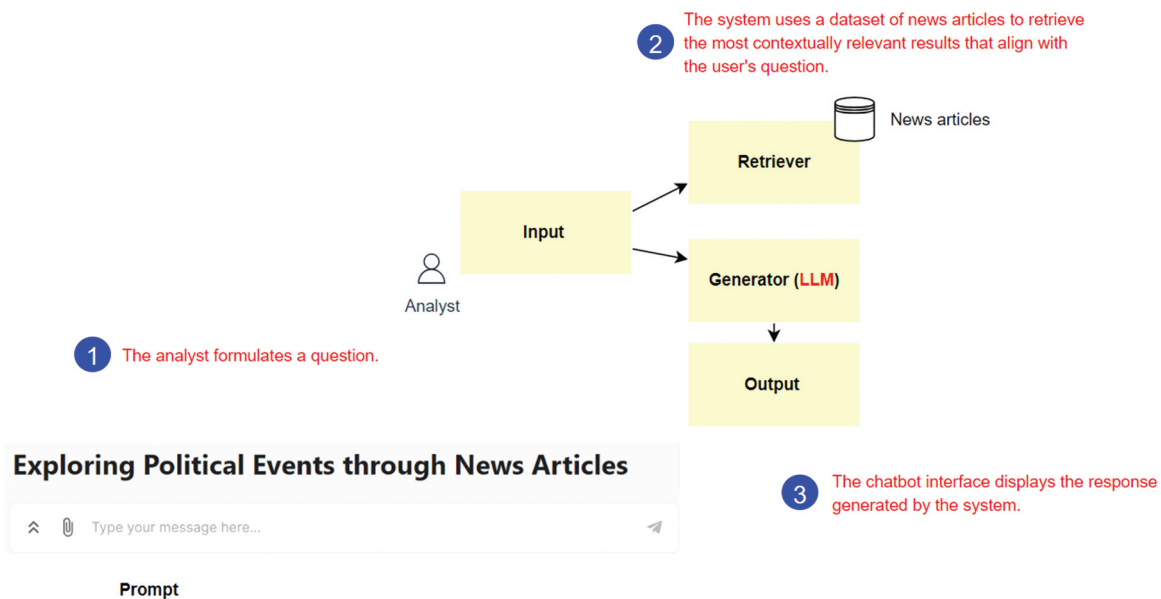 2
The system uses a dataset of news articles to retrieve
the most contextually relevant results that align with
the user's question.
News articles
Retriever
Input
Generator (LLM)
Analyst
1
The analyst formulates a question.
Output
Exploring Political Events through News Articles
Type your message here...
3
The chatbot interface displays the response
generated by the system.
Prompt